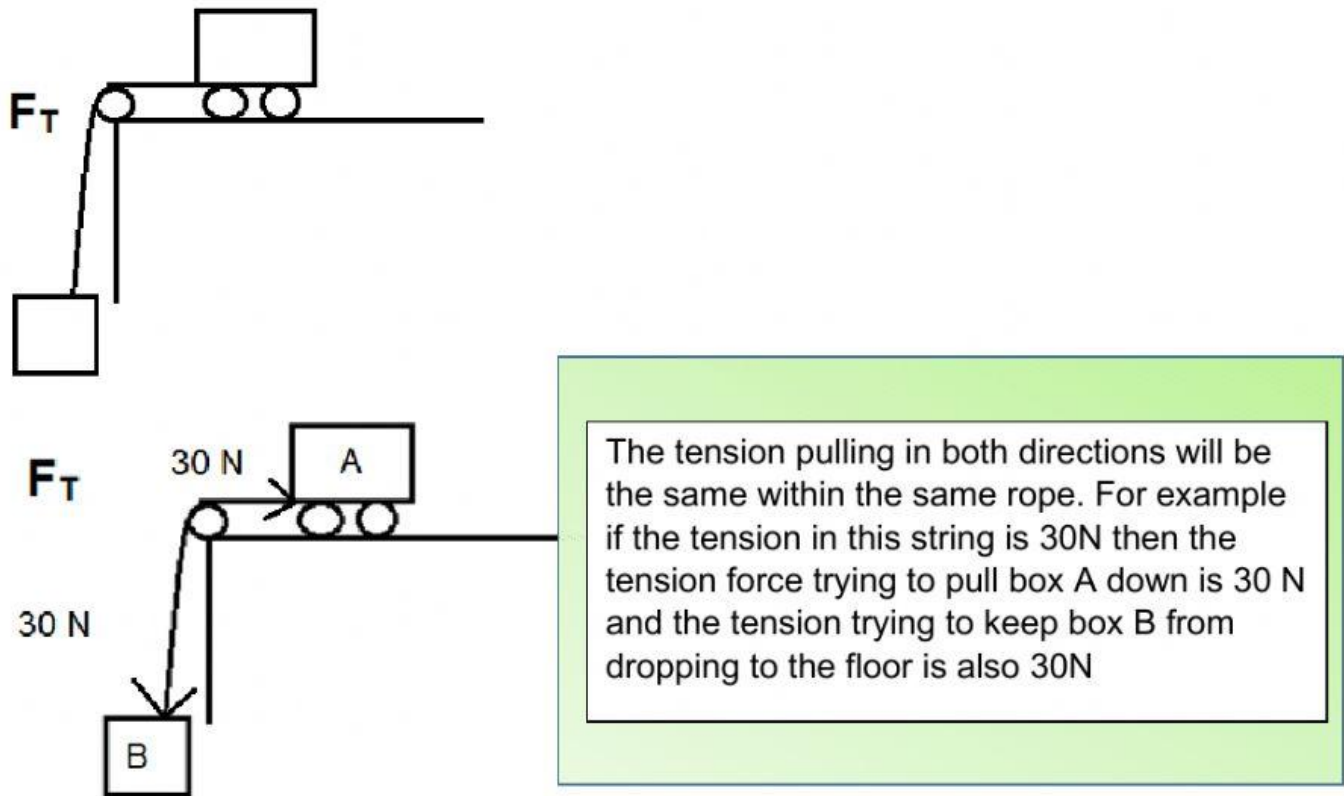 F_T
30 N
A
F_T
30 N
B
The tension pulling in both directions will be
the same within the same rope. For example
if the tension in this string is 30N then the
tension force trying to pull box A down is 30 N
and the tension trying to keep box B from
dropping to the floor is also 30N